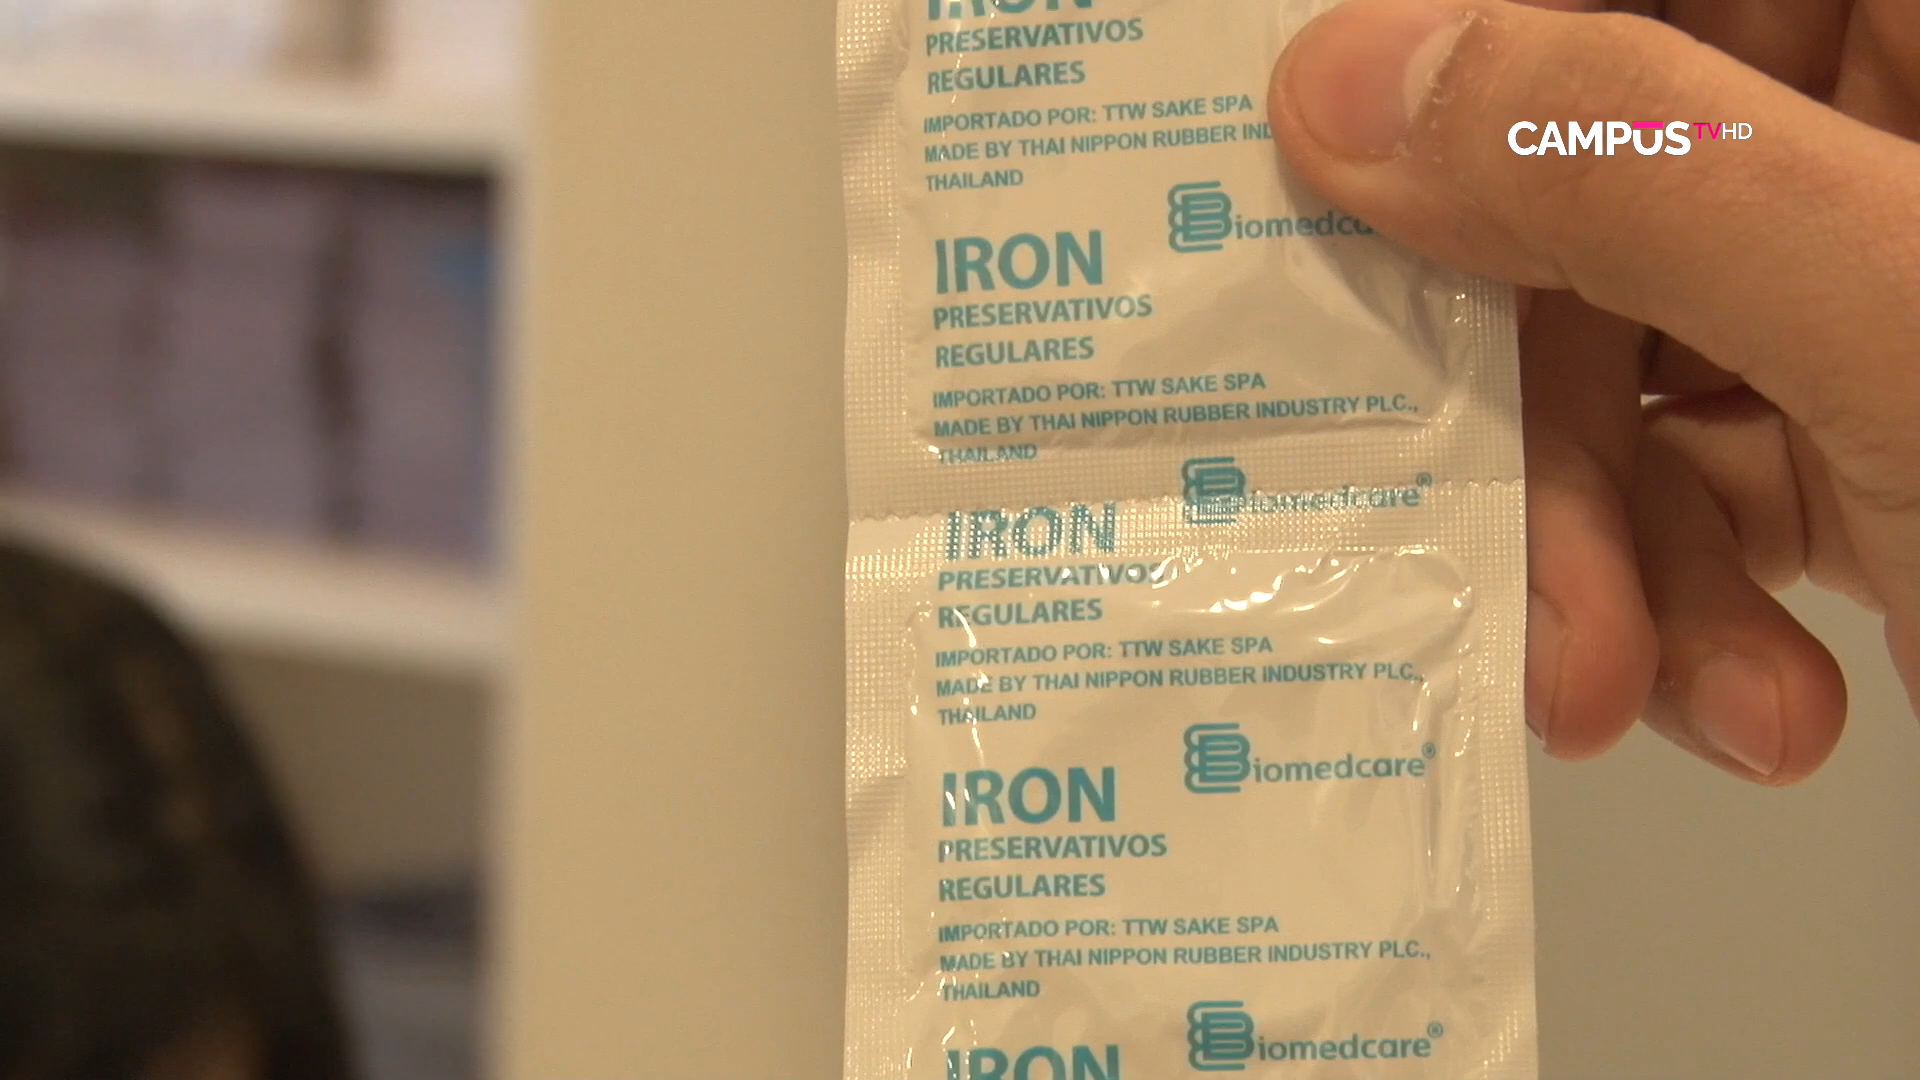 IRON
PRESERVATIVOS
REGULARES
IMPORTADO POR: TTW SAKE SPA
MADE BY THAI NIPPON RUBBER
THAILAND
CAMPUS TV HD
Biomedca
IRON
PRESERVATIVOS
REGULARES
IMPORTADO POR: TTW SAKE SPA
MADE BY THAI NIPPON RUBBER INDUSTRY PLC.,
THAILAND
Biomedcare®
IRON
PRESERVATIVOS
REGULARES
IMPORTADO POR: TTW SAKE SPA
MADE BY THAI NIPPON RUBBER INDUSTRY PLC.,
THAILAND
Biomedcare®
IRON
PRESERVATIVOS
REGULARES
IMPORTADO POR: TTW SAKE SPA
MADE BY THAI NIPPON RUBBER INDUSTRY PLC.,
THAILAND
Biomedcare®
IRON